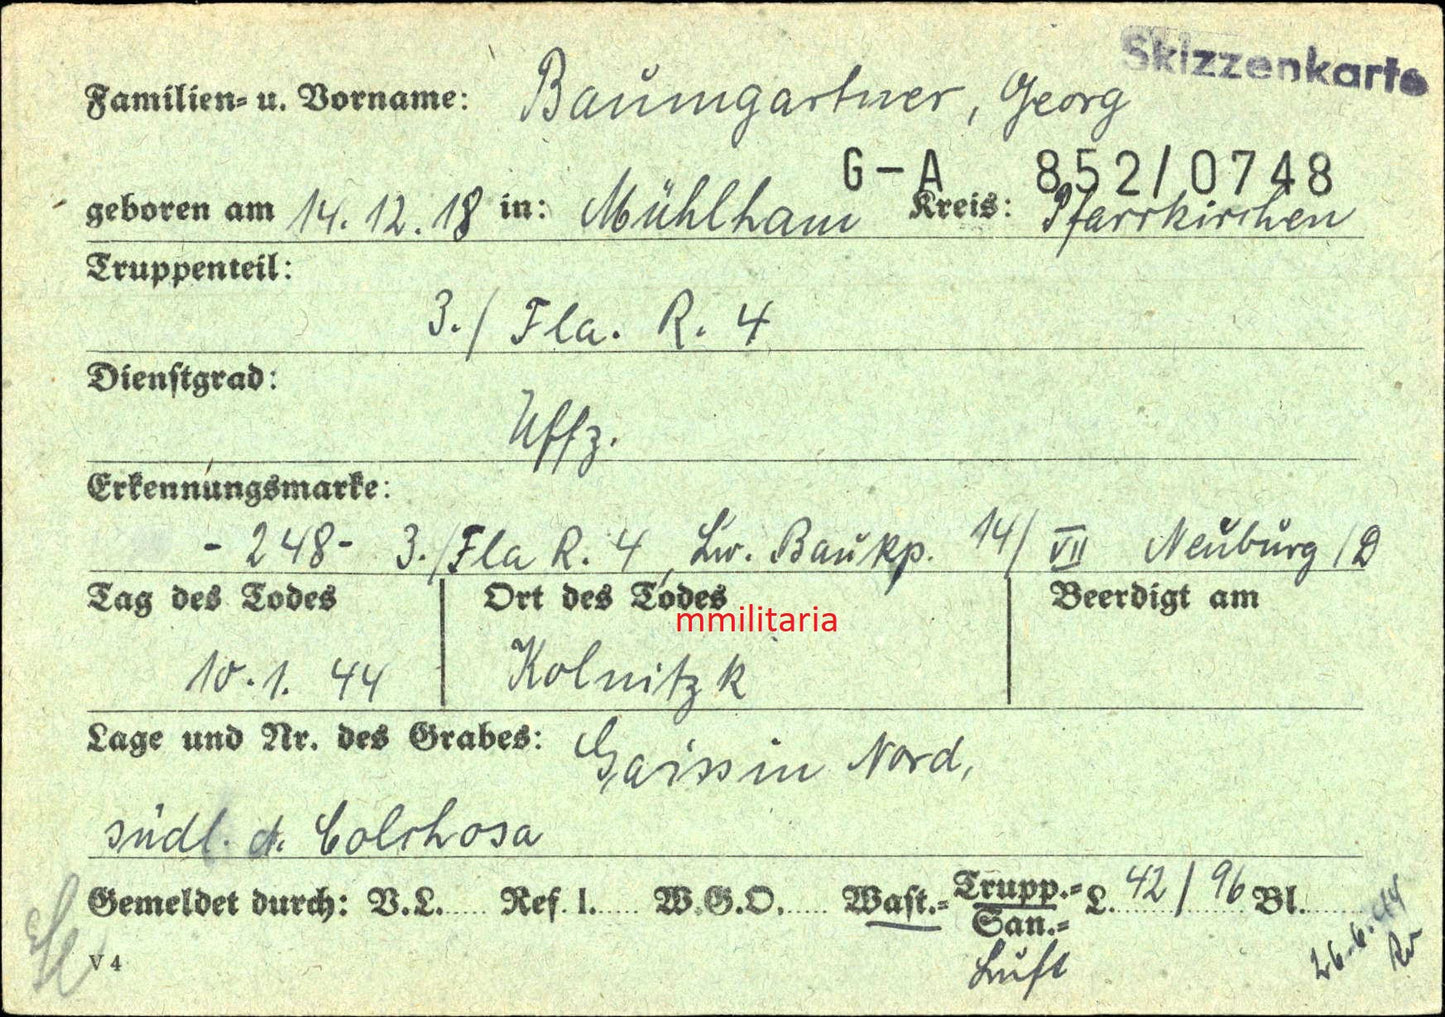 Skizzenkarte
Familien- u. Vorname: Baumgartner, Georg
G-A 852/0748
geboren am 14.12.18 in: Mühlham Kreis: Pfarrkirchen
Truppenteil:
3./ Fla. R. 4
Dienstgrad:
Uffz.
Erkennungsmarke:
- 248 - 3./Fla R. 4, Lw. Baukp. 14/VII Neuburg/D
Tag des Todes Ort des Todes Beerdigt am
mmilitaria
10.1.44 Kolnitzk
Lage und Nr. des Grabes: Gaissin Nord,
südl. d. Colchosa
Gemeldet durch: V.L..... Ref. I..... W.G.O..... Wast.- Trupp.- L. 42/96 Bl.
San.-
Luft
26.6.44
V 4